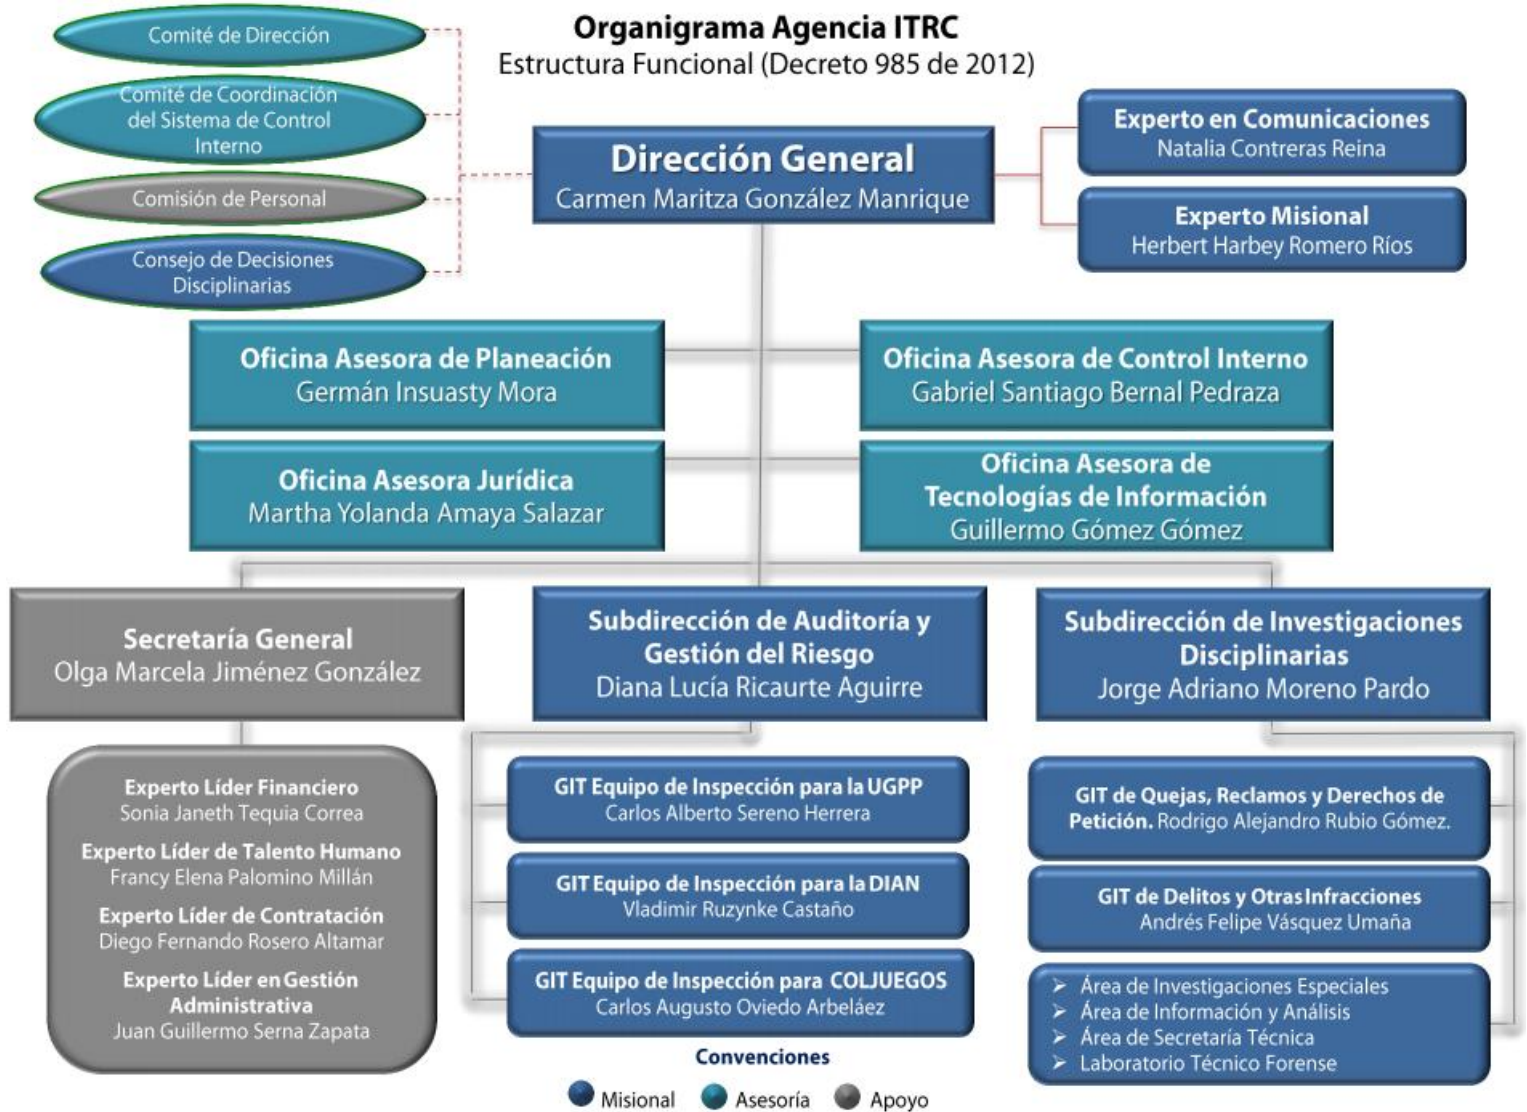 Organigrama Agencia ITRC
Estructura Funcional (Decreto 985 de 2012)
Comité de Dirección
Comité de Coordinación
del Sistema de Control
Interno
Comisión de Personal
Consejo de Decisiones
Disciplinarias
Dirección General
Carmen Maritza González Manrique
Experto en Comunicaciones
Natalia Contreras Reina
Experto Misional
Herbert Harbey Romero Ríos
Oficina Asesora de Planeación
Germán Insuasty Mora
Oficina Asesora de Control Interno
Gabriel Santiago Bernal Pedraza
Oficina Asesora Jurídica
Martha Yolanda Amaya Salazar
Oficina Asesora de
Tecnologías de Información
Guillermo Gómez Gómez
Secretaría General
Olga Marcela Jiménez González
Experto Líder Financiero
Sonia Janeth Tequia Correa
Experto Líder de Talento Humano
Francy Elena Palomino Millán
Experto Líder de Contratación
Diego Fernando Rosero Altamar
Experto Líder en Gestión
Administrativa
Juan Guillermo Serna Zapata
Subdirección de Auditoría y
Gestión del Riesgo
Diana Lucía Ricaurte Aguirre
GIT Equipo de Inspección para la UGPP
Carlos Alberto Sereno Herrera
GIT Equipo de Inspección para la DIAN
Vladimir Ruzynke Castaño
GIT Equipo de Inspección para COLJUEGOS
Carlos Augusto Oviedo Arbeláez
Subdirección de Investigaciones
Disciplinarias
Jorge Adriano Moreno Pardo
GIT de Quejas, Reclamos y Derechos de
Petición. Rodrigo Alejandro Rubio Gómez.
GIT de Delitos y Otras Infracciones
Andrés Felipe Vásquez Umaña
➢ Área de Investigaciones Especiales
➢ Área de Información y Análisis
➢ Área de Secretaría Técnica
➢ Laboratorio Técnico Forense
Convenciones
Misional Asesoría Apoyo